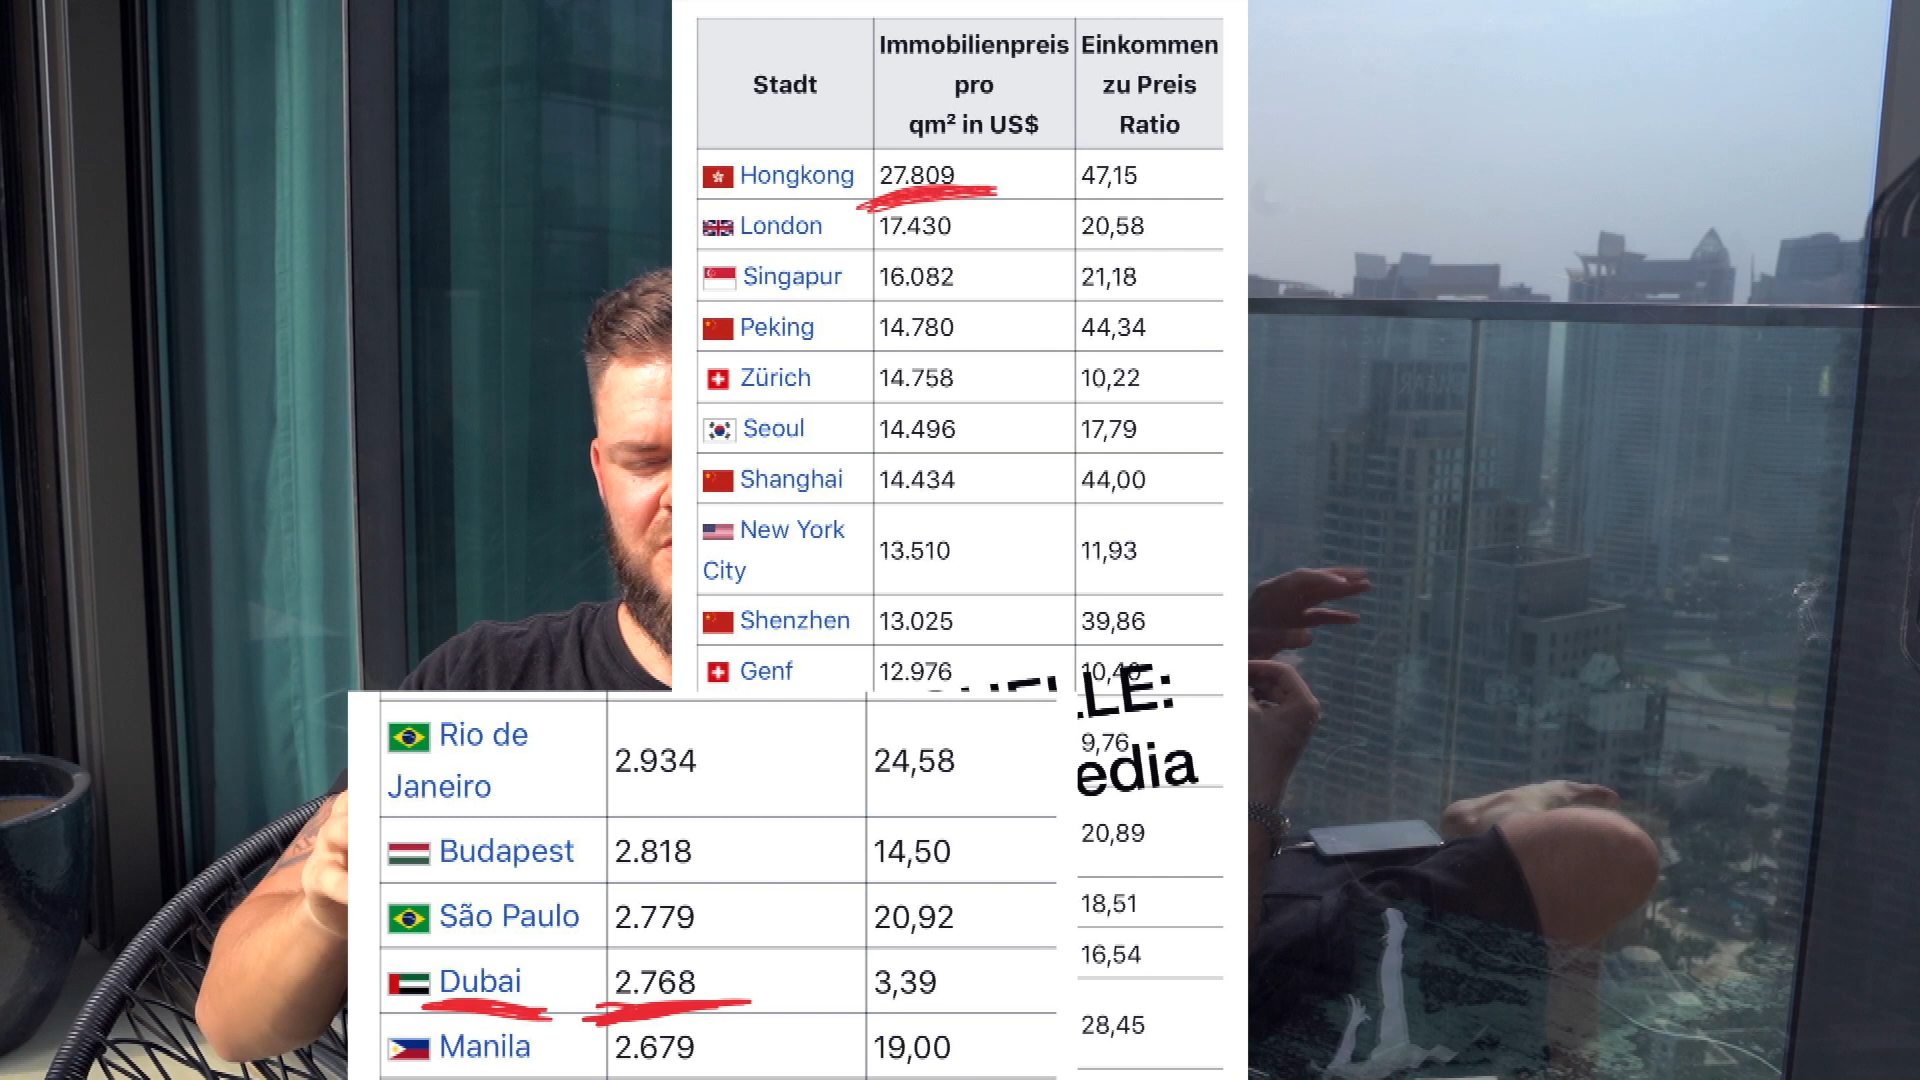 Stadt
Immobilienpreis
pro
qm² in US$
Einkommen
zu Preis
Ratio
Hongkong 27.809 47,15
London 17.430 20,58
Singapur 16.082 21,18
Peking 14.780 44,34
Zürich 14.758 10,22
Seoul 14.496 17,79
Shanghai 14.434 44,00
New York
City 13.510 11,93
Shenzhen 13.025 39,86
Genf 12.976
LLE:
9,76
edia
20,89
18,51
16,54
28,45
Rio de
Janeiro 2.934 24,58
Budapest 2.818 14,50
São Paulo 2.779 20,92
Dubai 2.768 3,39
Manila 2.679 19,00